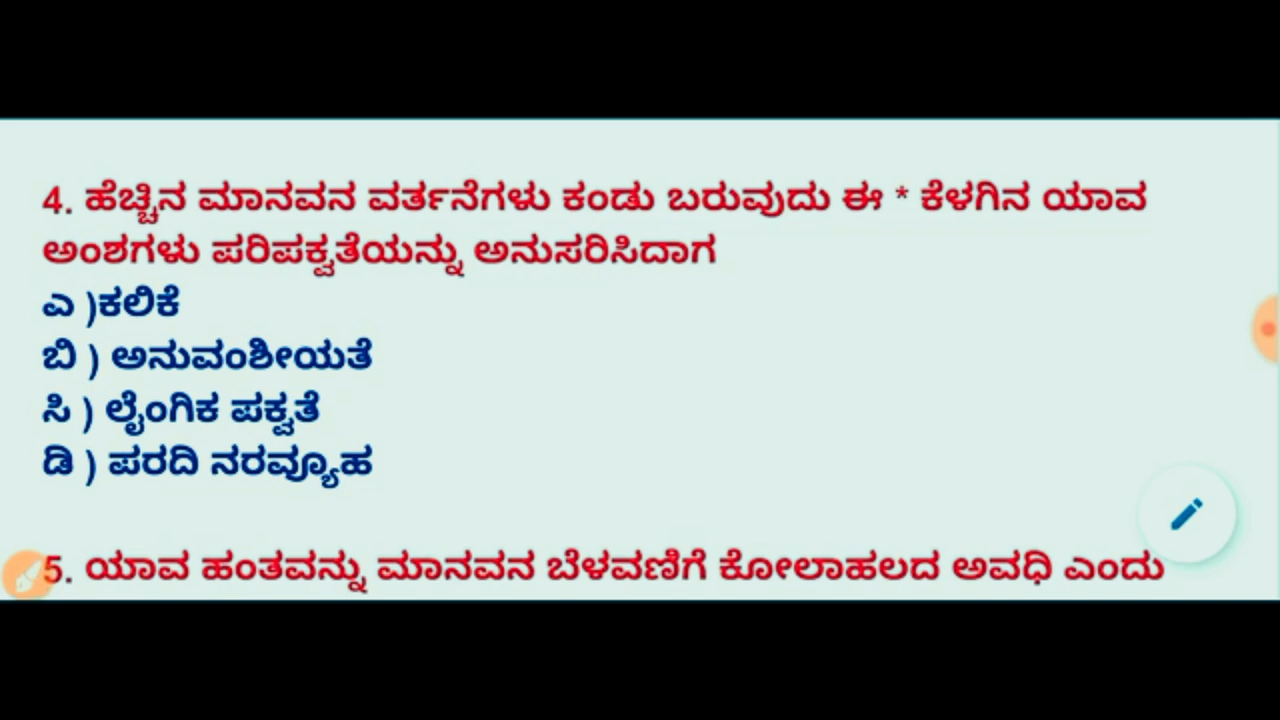 4. ಹೆಚ್ಚಿನ ಮಾನವನ ವರ್ತನೆಗಳು ಕಂಡು ಬರುವುದು ಈ * ಕೆಳಗಿನ ಯಾವ
ಅಂಶಗಳು ಪರಿಪಕ್ವತೆಯನ್ನು ಅನುಸರಿಸಿದಾಗ
ಎ )ಕಲಿಕೆ
ಬಿ ) ಅನುವಂಶೀಯತೆ
ಸಿ ) ಲೈಂಗಿಕ ಪಕ್ವತೆ
ಡಿ ) ಪರದಿ ನರವ್ಯೂಹ
5. ಯಾವ ಹಂತವನ್ನು ಮಾನವನ ಬೆಳವಣಿಗೆ ಕೋಲಾಹಲದ ಅವಧಿ ಎಂದು